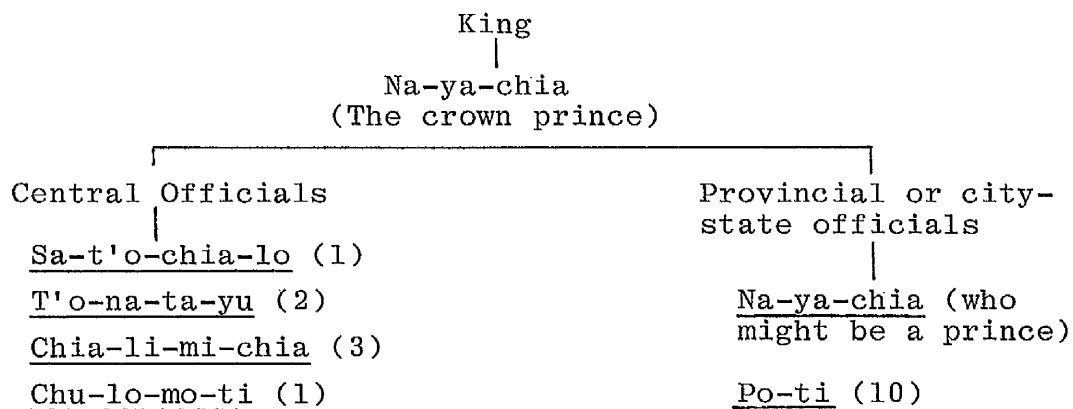 King
Na-ya-chia
(The crown prince)
Central Officials
Sa-t'o-chia-lo (1)
T'o-na-ta-yu (2)
Chia-li-mi-chia (3)
Chu-lo-mo-ti (1)
Provincial or city-
state officials
Na-ya-chia (who
might be a prince)
Po-ti (10)